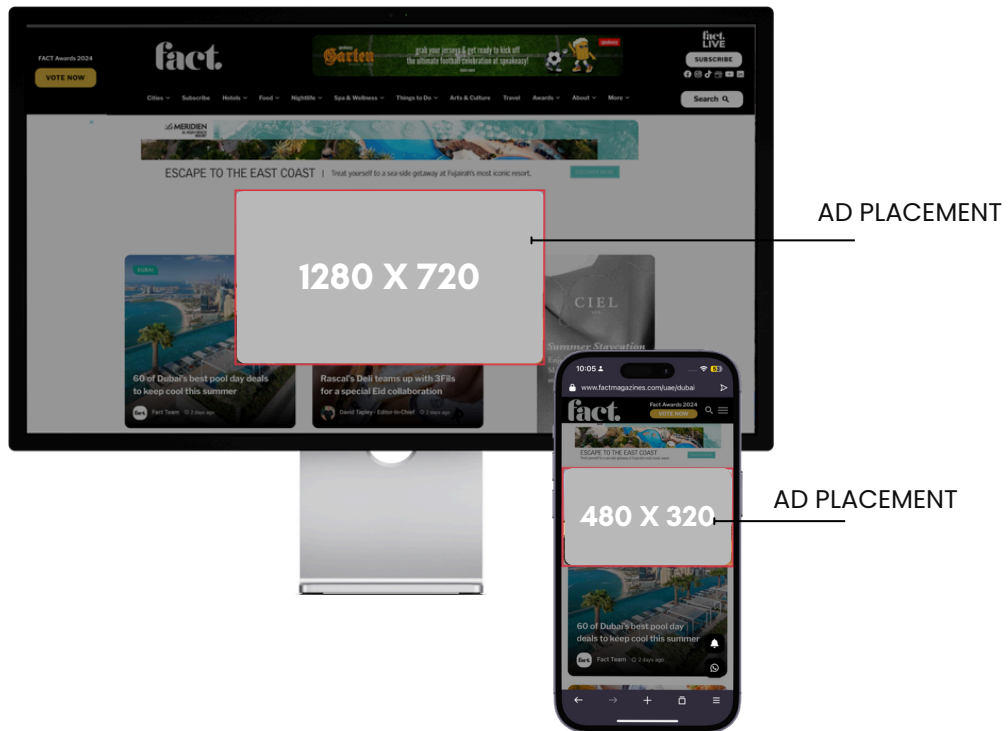 FACT Awards 2024
VOTE NOW
fact.
speakeasy
Garten
grab your jerseys & get ready to kick off
the ultimate football celebration at speakeasy!
fact.
LIVE
SUBSCRIBE
Cities Subscribe Hotels Food Nightlife Spa & Wellness Things to Do Arts & Culture Travel Awards About More
Search
MERIDIEN
ESCAPE TO THE EAST COAST | Treat yourself to a sea-side getaway at Fujairah's most iconic resort.
AD PLACEMENT
1280 X 720
DUBAI
CIEL
Summer Staycation
60 of Dubai's best pool day deals
to keep cool this summer
fact. Fact Team 2 days ago
Rascal's Deli teams up with 3Fils
for a special Eid collaboration
David Tapley - Editor-in-Chief 2 days ago
10:05
53
www.factmagazines.com/uae/dubai
fact.
Fact Awards 2024
VOTE NOW
ESCAPE TO THE EAST COAST
480 X 320
AD PLACEMENT
60 of Dubai's best pool day
deals to keep cool this summer
fact. Fact Team 2 days ago